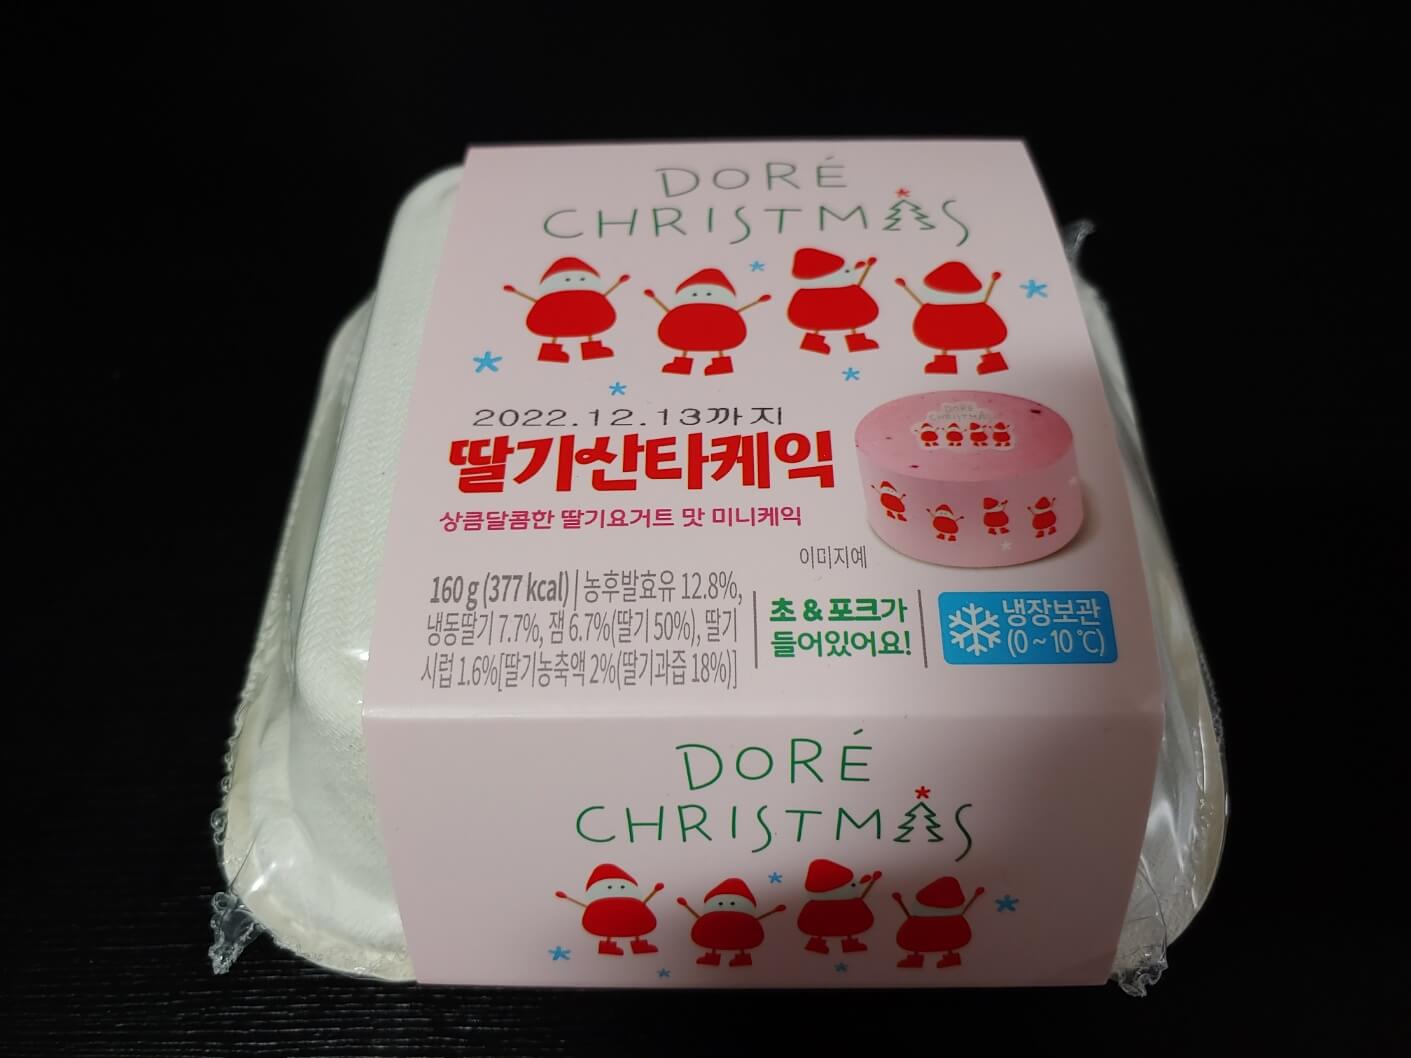 DORÉ
CHRISTMAS
2022.12.13까지
딸기산타케익
상큼달콤한 딸기요거트 맛 미니케익
DORÉ
CHRISTMAS
이미지예
160 g (377 kcal) | 농후발효유 12.8%,
냉동딸기 7.7%, 잼 6.7%(딸기 50%), 딸기
시럽 1.6%[딸기농축액 2%(딸기과즙 18%)]
초 & 포크가
들어있어요!
냉장보관
(0 ~ 10 ℃)
DORÉ
CHRISTMAS